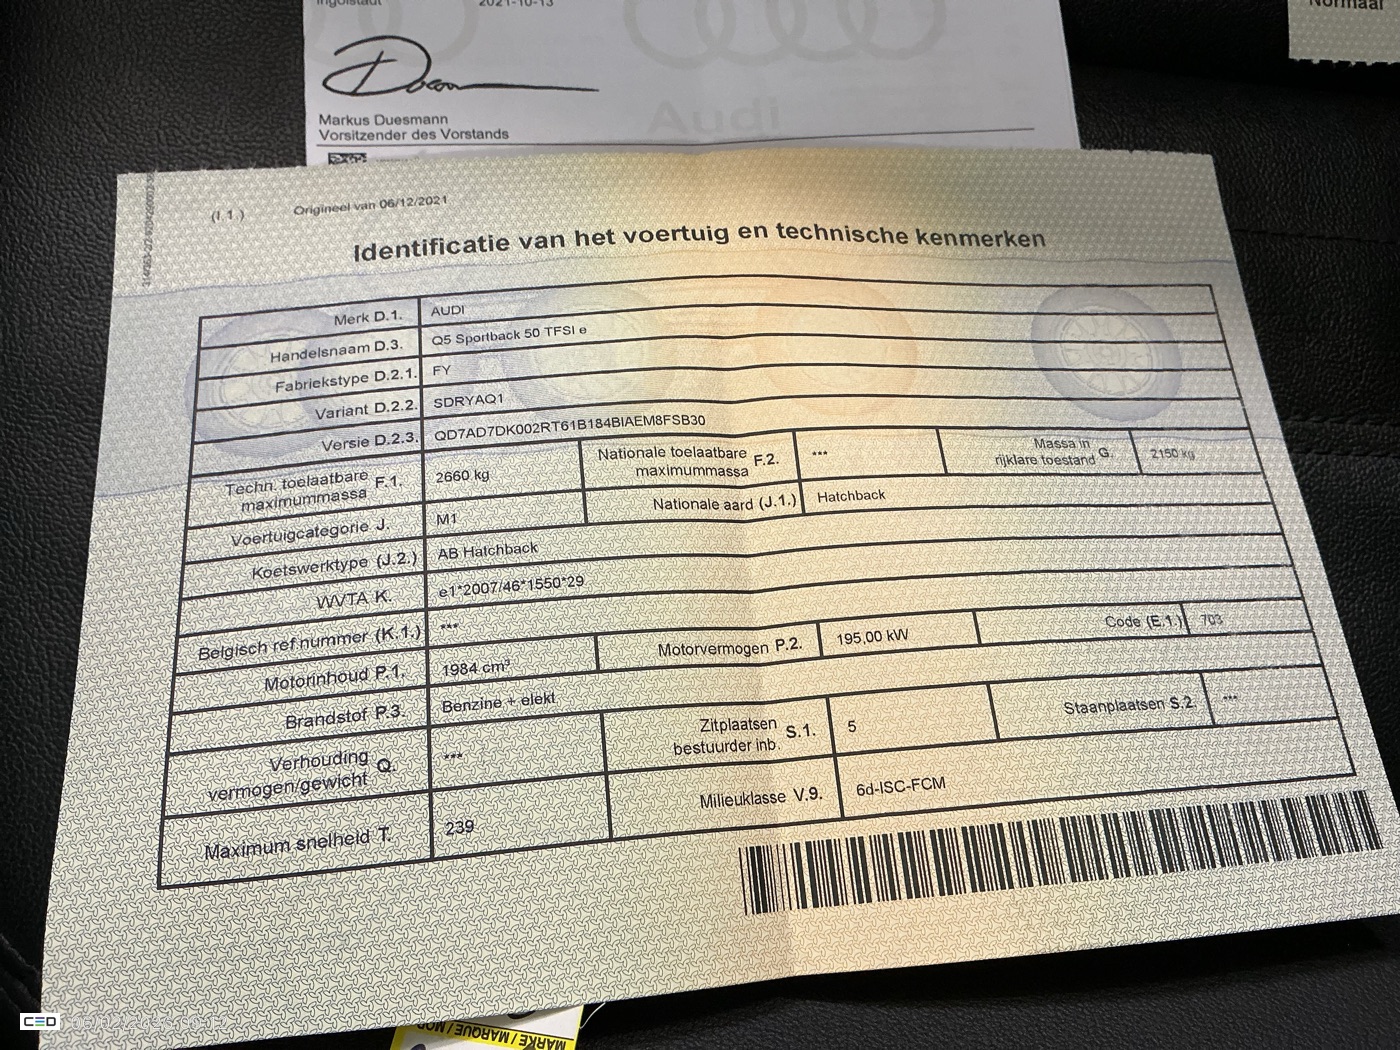 Ingolstadt 2021-10-13
Normaal
Audi
Markus Duesmann
Vorsitzender des Vorstands
(I.1.) Origineel van 06/12/2021
Identificatie van het voertuig en technische kenmerken
Merk D.1. AUDI
Handelsnaam D.3. Q5 Sportback 50 TFSI e
Fabriekstype D.2.1. FY
Variant D.2.2. SDRYAQ1
Versie D.2.3. QD7AD7DK002RT61B184BIAEM8FSB30
Techn. toelaatbare maximummassa F.1. 2660 kg Nationale toelaatbare maximummassa F.2. *** Massa in rijklare toestand G. 2150 kg
Voertuigcategorie J. M1 Nationale aard (J.1.) Hatchback
Koetswerktype (J.2.) AB Hatchback
WVTA K. e1*2007/46*1550*29
Belgisch ref.nummer (K.1.) ***
Motorinhoud P.1. 1984 cm³ Motorvermogen P.2. 195,00 kW Code (E.1.) 703
Brandstof P.3. Benzine + elekt
Verhouding vermogen/gewicht Q. *** Zitplaatsen bestuurder inb. S.1. 5 Staanplaatsen S.2. ***
Maximum snelheid T. 239 Milieuklasse V.9. 6d-ISC-FCM
CED
MARKE / MARQUE / MOD